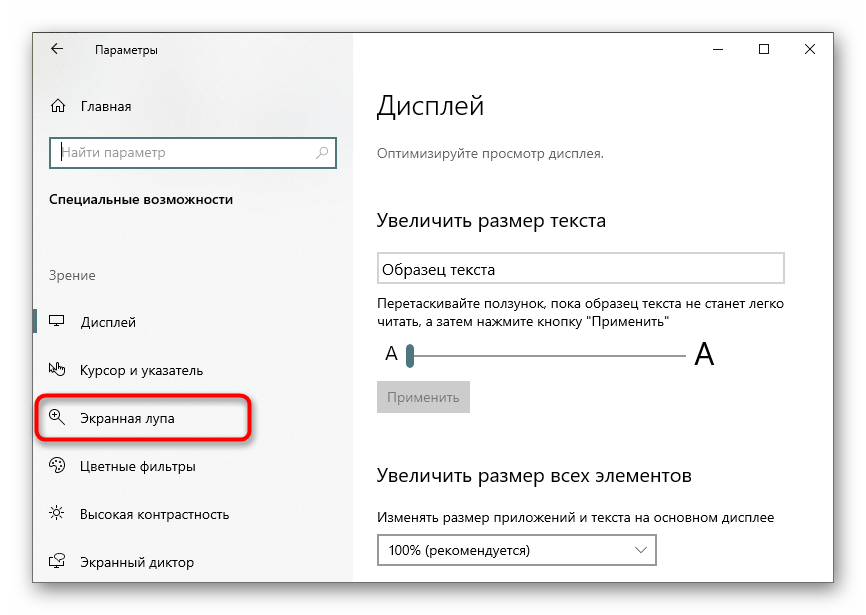 Параметры
Главная
Найти параметр
Специальные возможности
Зрение
Дисплей
Курсор и указатель
Экранная лупа
Цветные фильтры
Высокая контрастность
Экранный диктор
Дисплей
Оптимизируйте просмотр дисплея.
Увеличить размер текста
Образец текста
Перетаскивайте ползунок, пока образец текста не станет легко
читать, а затем нажмите кнопку "Применить"
A A
Применить
Увеличить размер всех элементов
Изменять размер приложений и текста на основном дисплее
100% (рекомендуется)